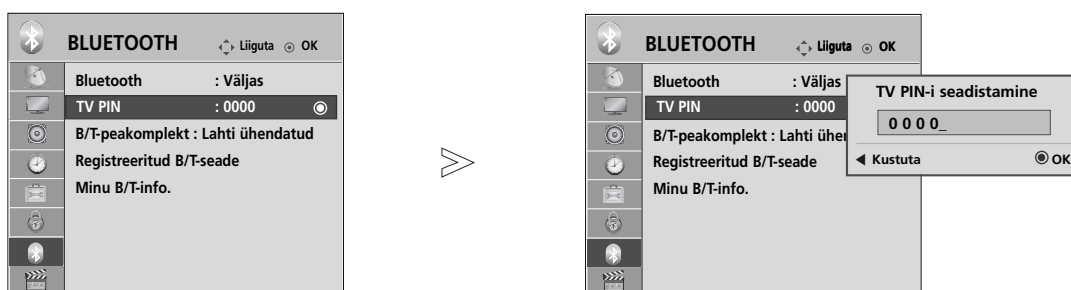 BLUETOOTH Liiguta OK
Bluetooth : Väljas
TV PIN : 0000
B/T-peakomplekt : Lahti ühendatud
Registreeritud B/T-seade
Minu B/T-info.
BLUETOOTH Liiguta OK
Bluetooth : Väljas
TV PIN : 0000
B/T-peakomplekt : Lahti
Registreeritud B/T-seade
Minu B/T-info.
TV PIN-i seadistamine
0 0 0 0_
Kustuta OK